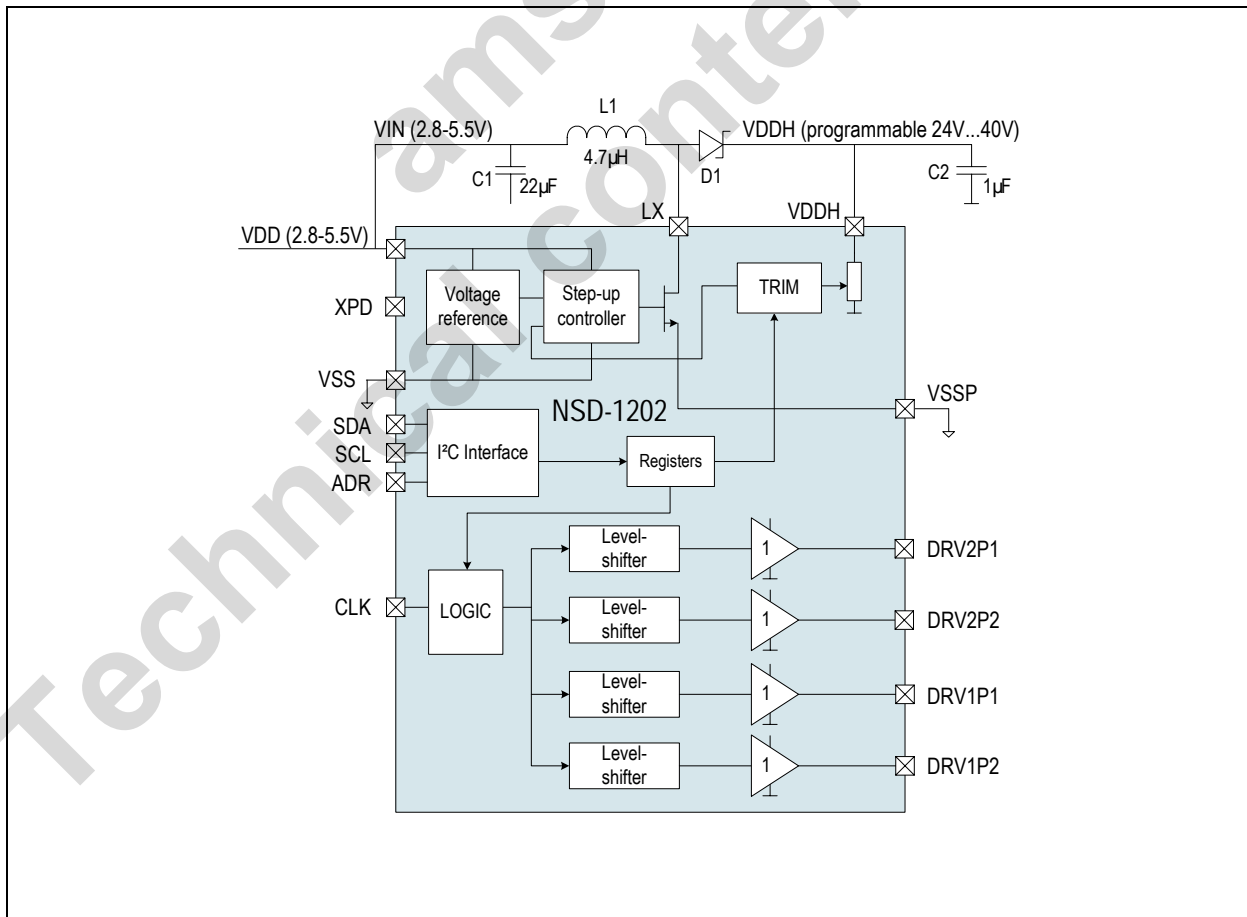 ams
Technical content
L1
VIN (2.8-5.5V)
VDDH (programmable 24V...40V)
4.7µH
C1
22µF
D1
C2
1µF
LX
VDDH
VDD (2.8-5.5V)
XPD
Voltage
reference
Step-up
controller
TRIM
VSS
VSSP
NSD-1202
SDA
SCL
ADR
I²C Interface
Registers
Level-
shifter
1
DRV2P1
CLK
LOGIC
Level-
shifter
1
DRV2P2
Level-
shifter
1
DRV1P1
Level-
shifter
1
DRV1P2